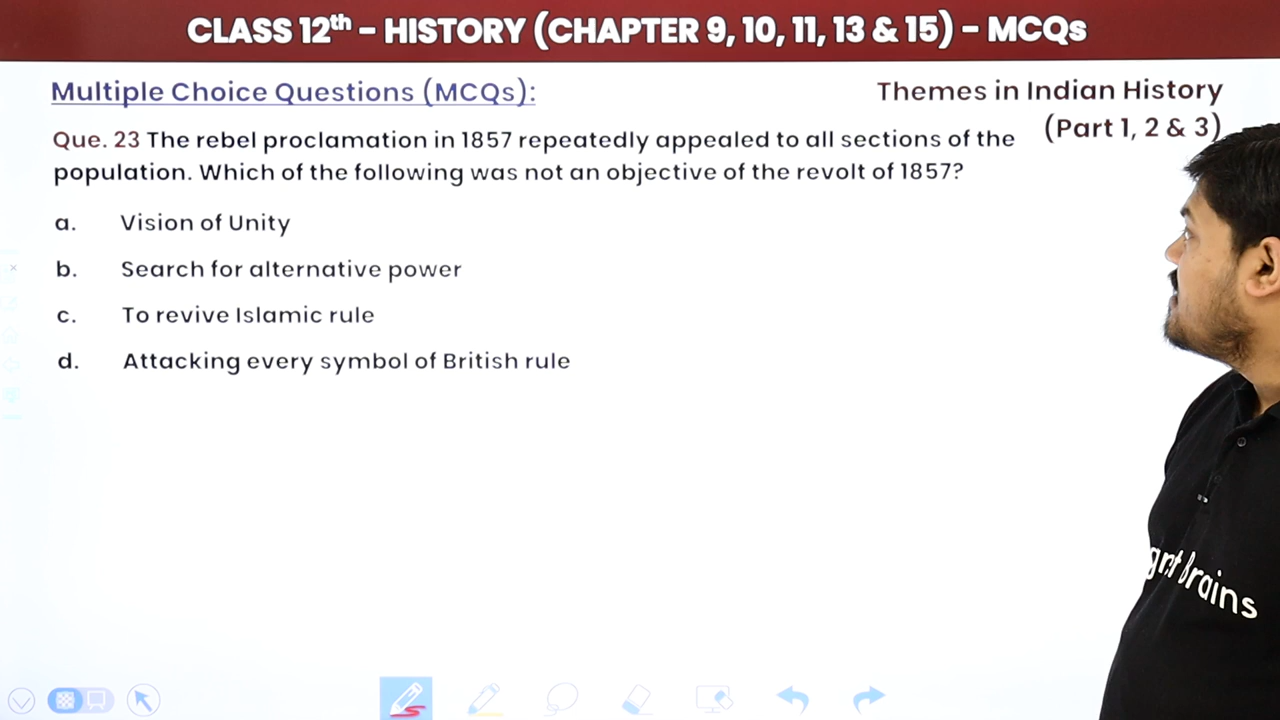 CLASS 12th – HISTORY (CHAPTER 9, 10, 11, 13 & 15) – MCQs
Multiple Choice Questions (MCQs):
Themes in Indian History
(Part 1, 2 & 3)
Que. 23 The rebel proclamation in 1857 repeatedly appealed to all sections of the
population. Which of the following was not an objective of the revolt of 1857?
a. Vision of Unity
b. Search for alternative power
c. To revive Islamic rule
d. Attacking every symbol of British rule
Brains